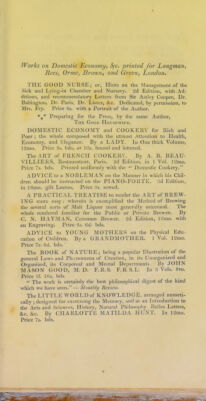 Works on Domestic Economy, &c. printed for Longman,
Rees, Orme, Brown, and Green, London.
THE GOOD NURSE; or, Hints on the Management of the
Sick and Lying-in Chamber and Nursery. 2d Edition, with Ad-
ditions, and recommendatory Letters from Sir Astley Cooper, Dr.
Babington, Dr. Paris, Dr. Lister, &c. Dedicated, by permission, to
Mrs. Fry. Price 8s. with a Portrait of the Author.
*** Preparing for the Press, by the same Author,
THE GOOD HOUSEWIFE.
DOMESTIC ECONOMY and COOKERY for Rich and
Poor; the whole composed with the utmost Attention to Health,
Economy, and Elegance. By A LADY. In One thick Volume,
12mo. Price 9s. bds., or 10s. bound and lettered.
The ART of FRENCH COOKERY. By A. B. BEAU-
VILLIERS, Restaurateur, Paris. 3d Edition, in 1 Vol. 12mo.
Price 7s. bds. Printed uniformly with the "Domestic Cookery."
ADVICE to a NOBLEMAN on the Manner in which his Chil-
dren should be instructed on the PIANO-FORTE. 2d Edition,
in 18mo. gilt Leaves, Price 2s. sewed.
A PRACTICAL TREATISE to render the ART of BREW-
ING more easy; wherein is exemplified the Method of Brewing
the several sorts of Malt Liquor most generally esteemed. The
whole rendered familiar for the Public or Private Brewer. By
C. N. HAYMAN, Common Brewer. 2d Edition, 12mo. with
an Engraving. Price 4s. 6d. bds.
ADVICE to YOUNG MOTHERS on the Physical Edu-
cation of Children. By a GRANDMOTHER. 1 Vol. 12mo.
Price 7s. 6d. bds.
The BOOK of NATURE; being a popular Illustration of the
general Laws and Phænomena of Creation, in its Unorganized and
Organized, its Corporeal and Mental Departments. By JOHN
MASON GOOD, M.D. F.R.S. F.R.S.L. In 3 Vols. 8vo.
Price 1l. 16s. bds.
"The work is certainly the best philosophical digest of the kind
which we have seen."—Monthly Review.
The LITTLE WORLD of KNOWLEDGE, arranged numeri-
cally; designed for exercising the Memory, and as an Introduction to
the Arts and Sciences, History, Natural Philosophy, Belles Lettres,
&c. &c. By CHARLOTTE MATILDA HUNT. In 12mo.
Price 7s. bds.